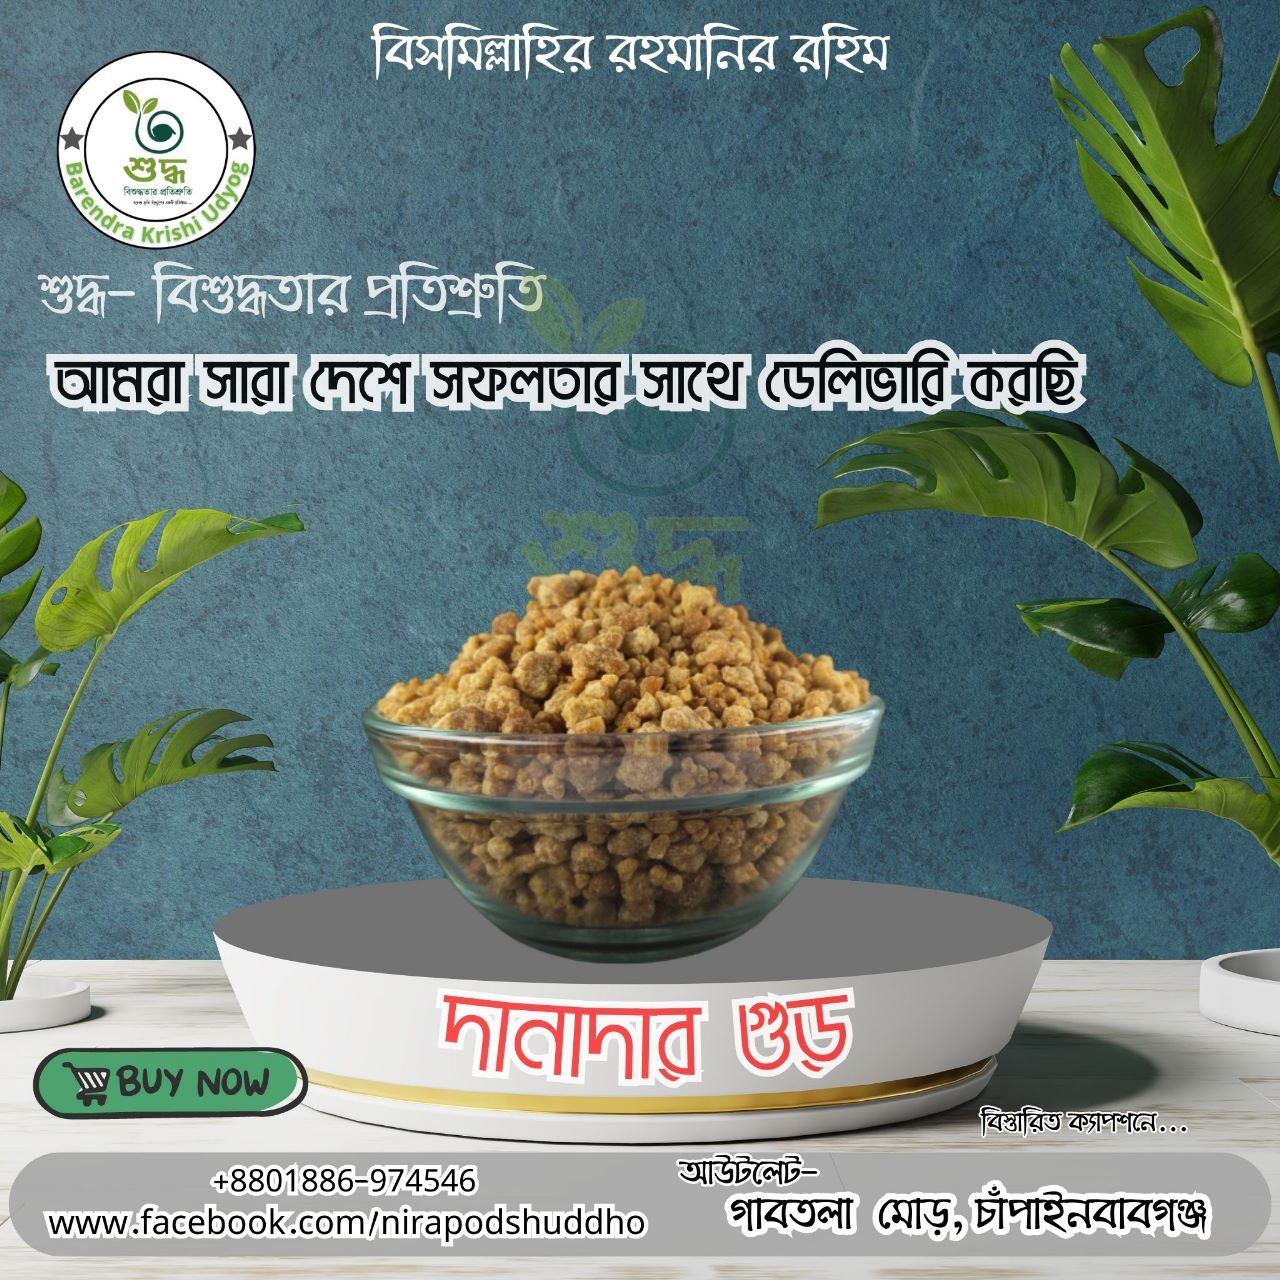 বিসমিল্লাহির রহমানির রহিম
শুদ্ধ
বিশুদ্ধতার প্রতিশ্রুতি
Barendra Krishi Udyog
শুদ্ধ- বিশুদ্ধতার প্রতিশ্রুতি
আমরা সারা দেশে সফলতার সাথে ডেলিভারি করছি
শুদ্ধ
দানাদার গুড়
BUY NOW
বিস্তারিত ক্যাপশনে...
+8801886-974546
www.facebook.com/nirapodshuddho
আউটলেট-
গাবতলা মোড়, চাঁপাইনবাবগঞ্জ